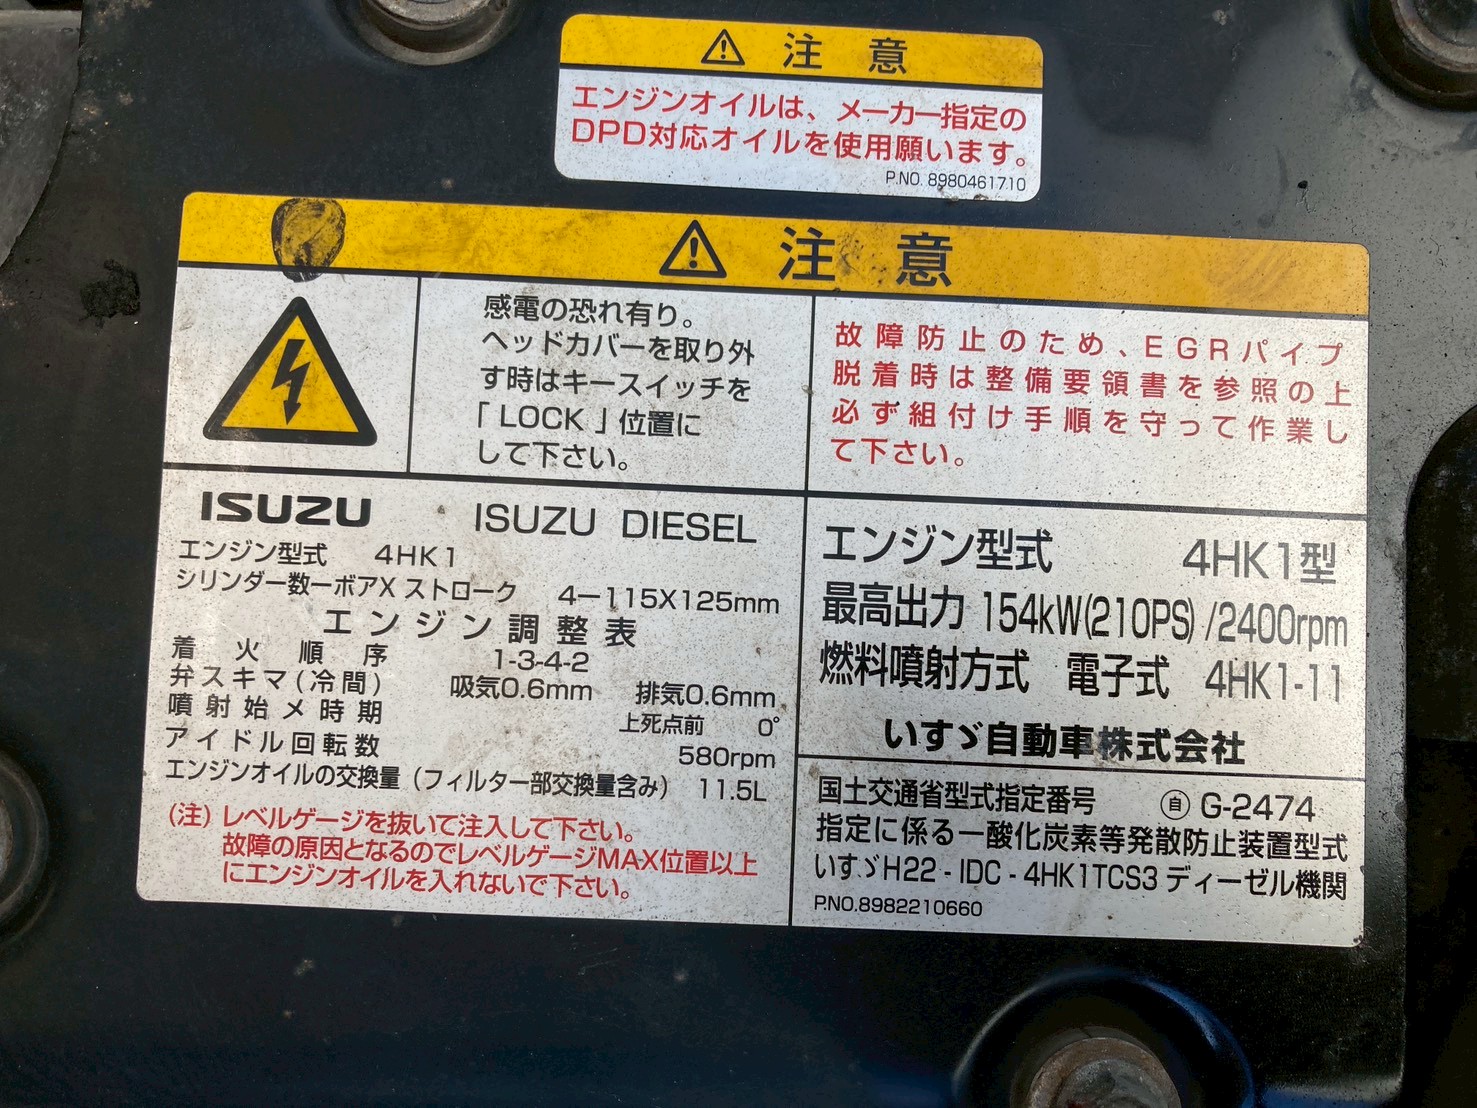 注意
エンジンオイルは、メーカー指定の
DPD対応オイルを使用願います。
P.NO. 8980461710
注意
感電の恐れ有り。
ヘッドカバーを取り外
す時はキースイッチを
「LOCK」位置に
して下さい。
故障防止のため、EGRパイプ
脱着時は整備要領書を参照の上
必ず組付け手順を守って作業し
て下さい。
ISUZU ISUZU DIESEL
エンジン型式 4HK1
シリンダー数ーボアX ストローク 4-115X125mm
エンジン調整表
着火順序 1-3-4-2
弁スキマ(冷間) 吸気0.6mm 排気0.6mm
噴射始メ時期 上死点前 0°
アイドル回転数 580rpm
エンジンオイルの交換量(フィルター部交換量含み) 11.5L
(注)レベルゲージを抜いて注入して下さい。
故障の原因となるのでレベルゲージMAX位置以上
にエンジンオイルを入れないで下さい。
エンジン型式 4HK1型
最高出力 154kW(210PS)/2400rpm
燃料噴射方式 電子式 4HK1-11
いすゞ自動車株式会社
国土交通省型式指定番号 自 G-2474
指定に係る一酸化炭素等発散防止装置型式
いすゞH22-IDC-4HK1TCS3ディーゼル機関
P.NO.8982210660